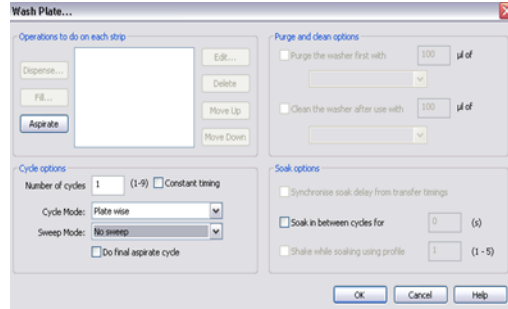 Wash Plate...
Operations to do on each strip
Dispense...
Fill...
Aspirate
Edit...
Delete
Move Up
Move Down
Purge and clean options
Purge the washer first with 100 µl of
Clean the washer after use with 100 µl of
Cycle options
Number of cycles 1 (1-9) Constant timing
Cycle Mode: Plate wise
Sweep Mode: No sweep
Do final aspirate cycle
Soak options
Synchronise soak delay from transfer timings
Soak in between cycles for 0 (s)
Shake while soaking using profile 1 (1 - 5)
OK Cancel Help